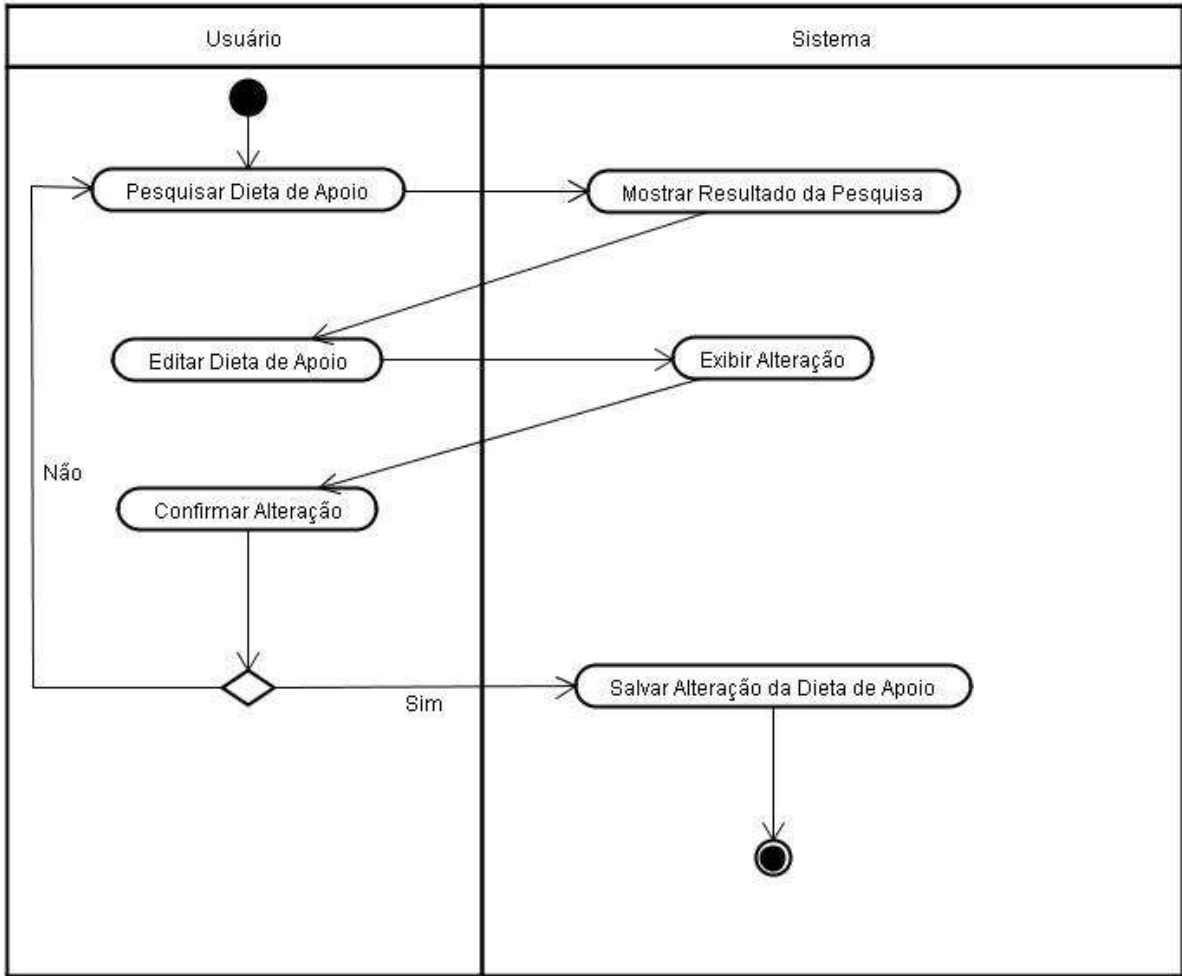 Usuário
Sistema
Pesquisar Dieta de Apoio
Mostrar Resultado da Pesquisa
Editar Dieta de Apoio
Exibir Alteração
Não
Confirmar Alteração
Salvar Alteração da Dieta de Apoio
Sim